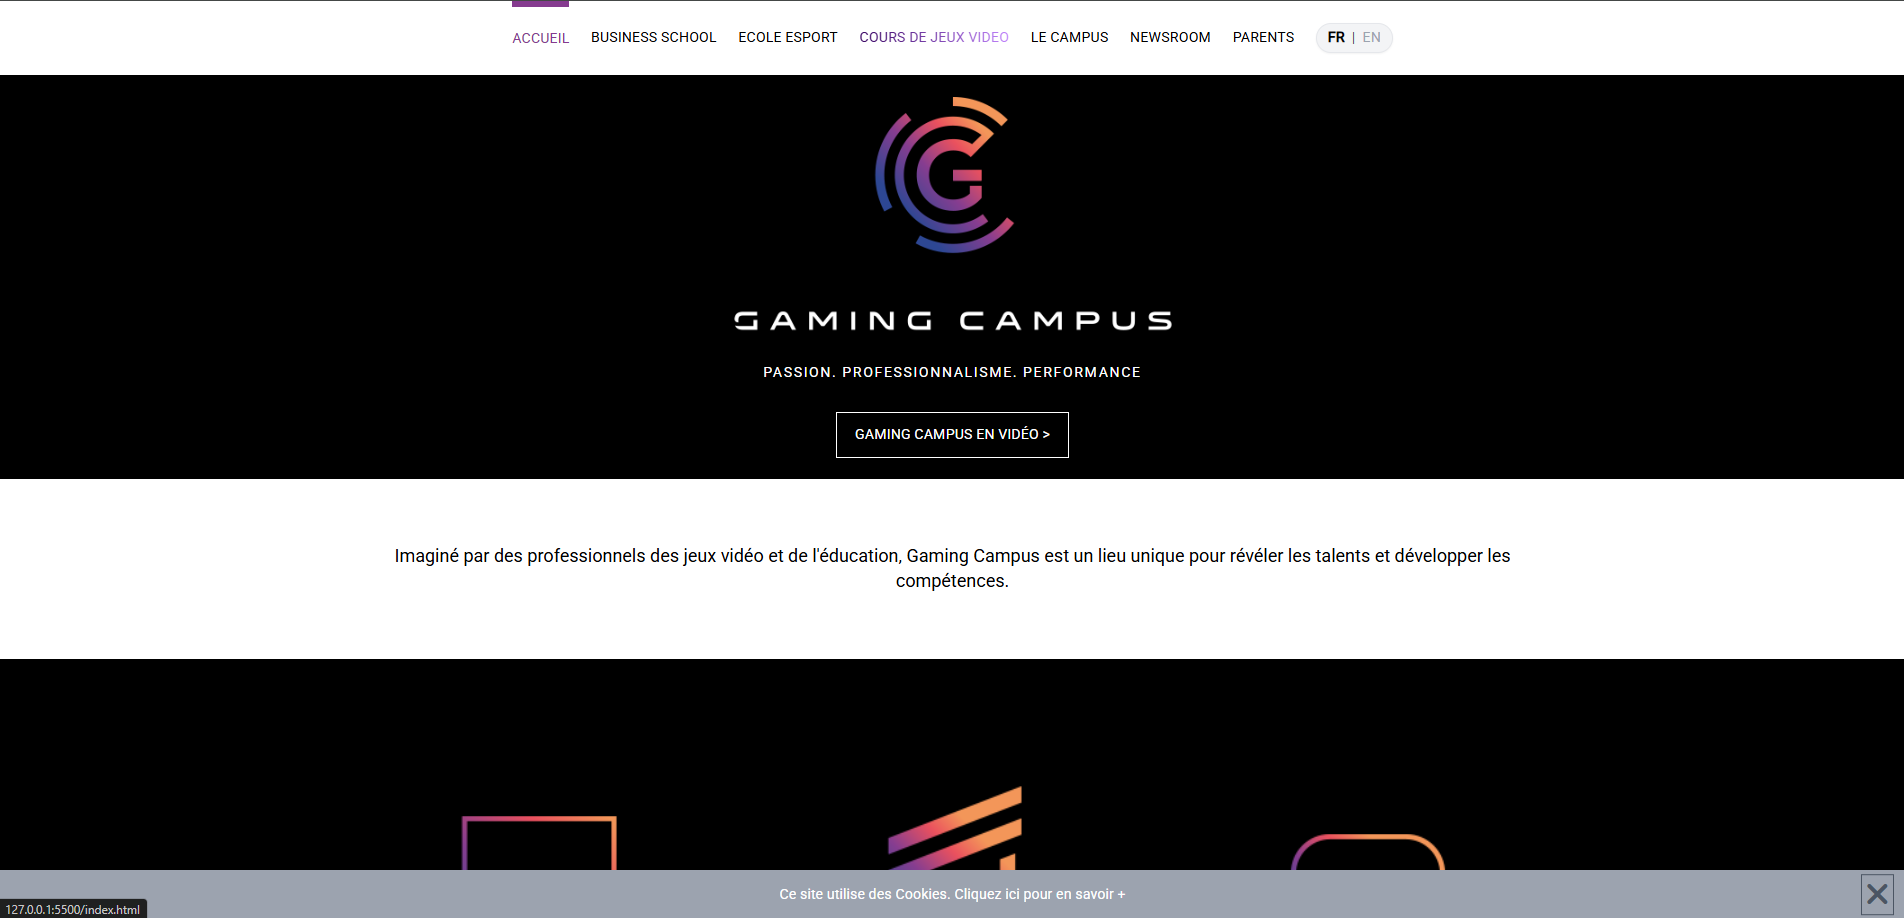 ACCUEIL BUSINESS SCHOOL ECOLE ESPORT COURS DE JEUX VIDEO LE CAMPUS NEWSROOM PARENTS FR | EN
GAMING CAMPUS
PASSION. PROFESSIONNALISME. PERFORMANCE
GAMING CAMPUS EN VIDÉO >
Imaginé par des professionnels des jeux vidéo et de l'éducation, Gaming Campus est un lieu unique pour révéler les talents et développer les
compétences.
Ce site utilise des Cookies. Cliquez ici pour en savoir +
127.0.0.1:5500/index.html